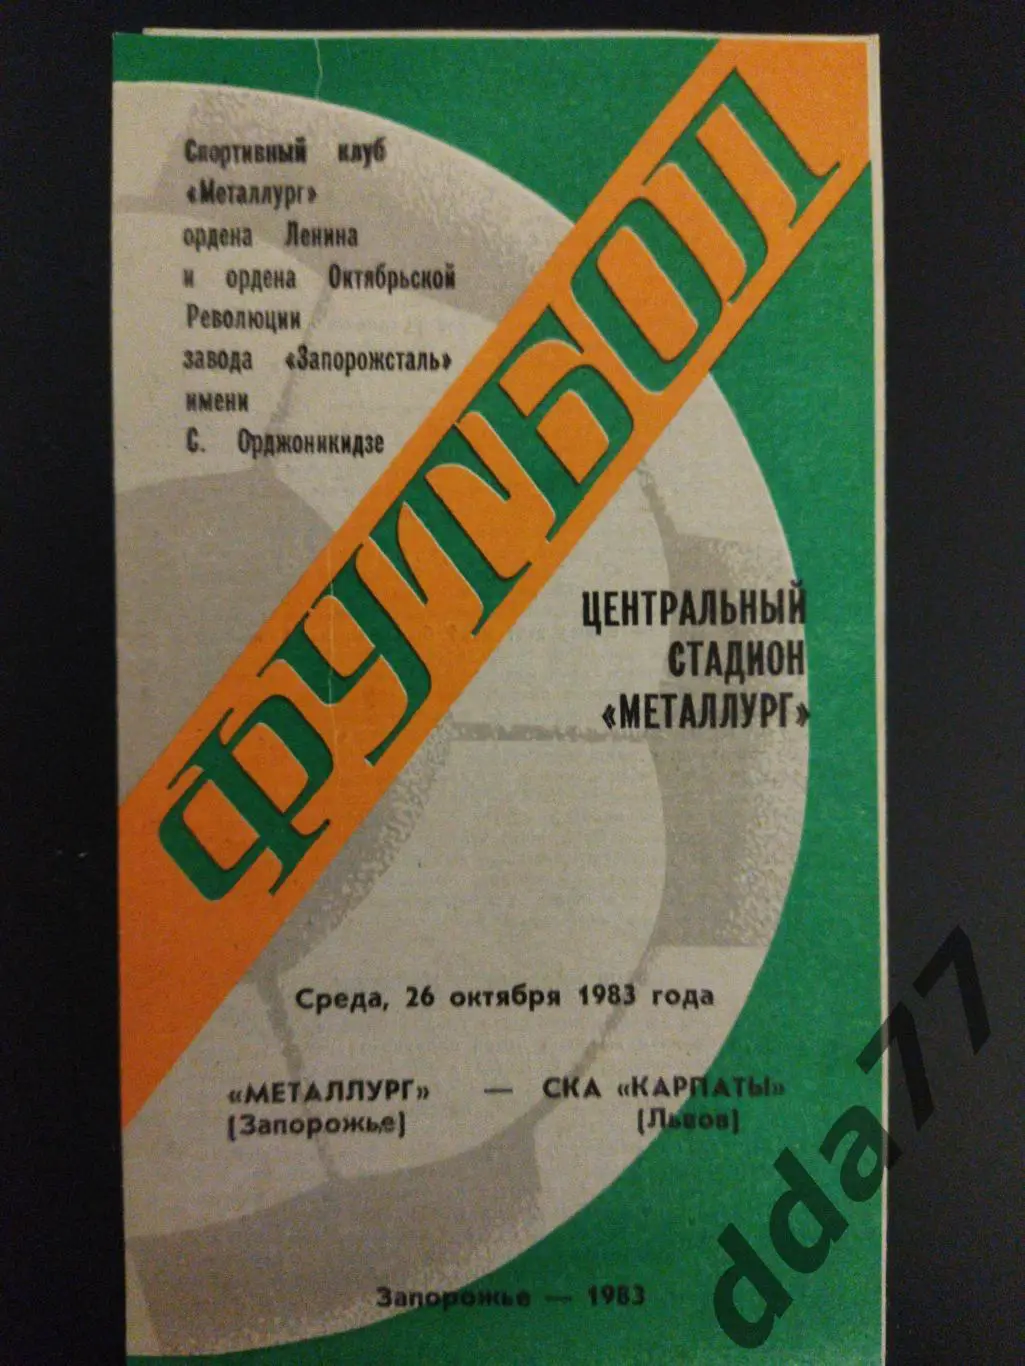 Спортивный клуб
«Металлург»
ордена Ленина
и ордена Октябрьской
Революции
завода «Запорожсталь»
имени
С. Орджоникидзе
ФУТБОЛ
ЦЕНТРАЛЬНЫЙ
СТАДИОН
«МЕТАЛЛУРГ»
Среда, 26 октября 1983 года
«МЕТАЛЛУРГ» — СКА «КАРПАТЫ»
[Запорожье] [Львов]
Запорожье — 1983
dda77